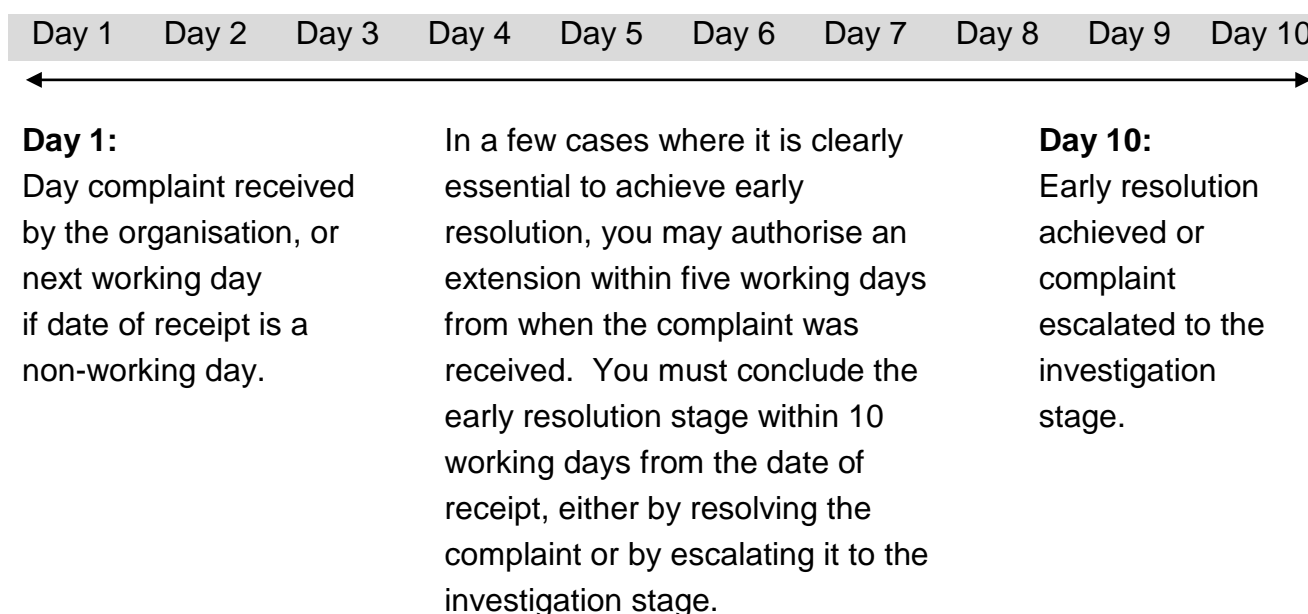 Day 1 Day 2 Day 3 Day 4 Day 5 Day 6 Day 7 Day 8 Day 9 Day 10
Day 1:
Day complaint received
by the organisation, or
next working day
if date of receipt is a
non-working day.
In a few cases where it is clearly
essential to achieve early
resolution, you may authorise an
extension within five working days
from when the complaint was
received.  You must conclude the
early resolution stage within 10
working days from the date of
receipt, either by resolving the
complaint or by escalating it to the
investigation stage.
Day 10:
Early resolution
achieved or
complaint
escalated to the
investigation
stage.